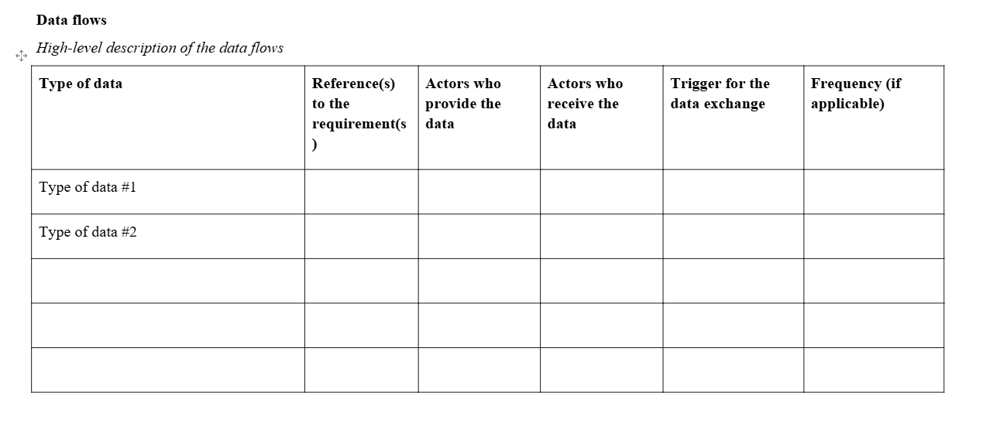 Data flows
High-level description of the data flows
Type of data
Reference(s)
to the
requirement(s
)
Actors who
provide the
data
Actors who
receive the
data
Trigger for the
data exchange
Frequency (if
applicable)
Type of data #1
Type of data #2